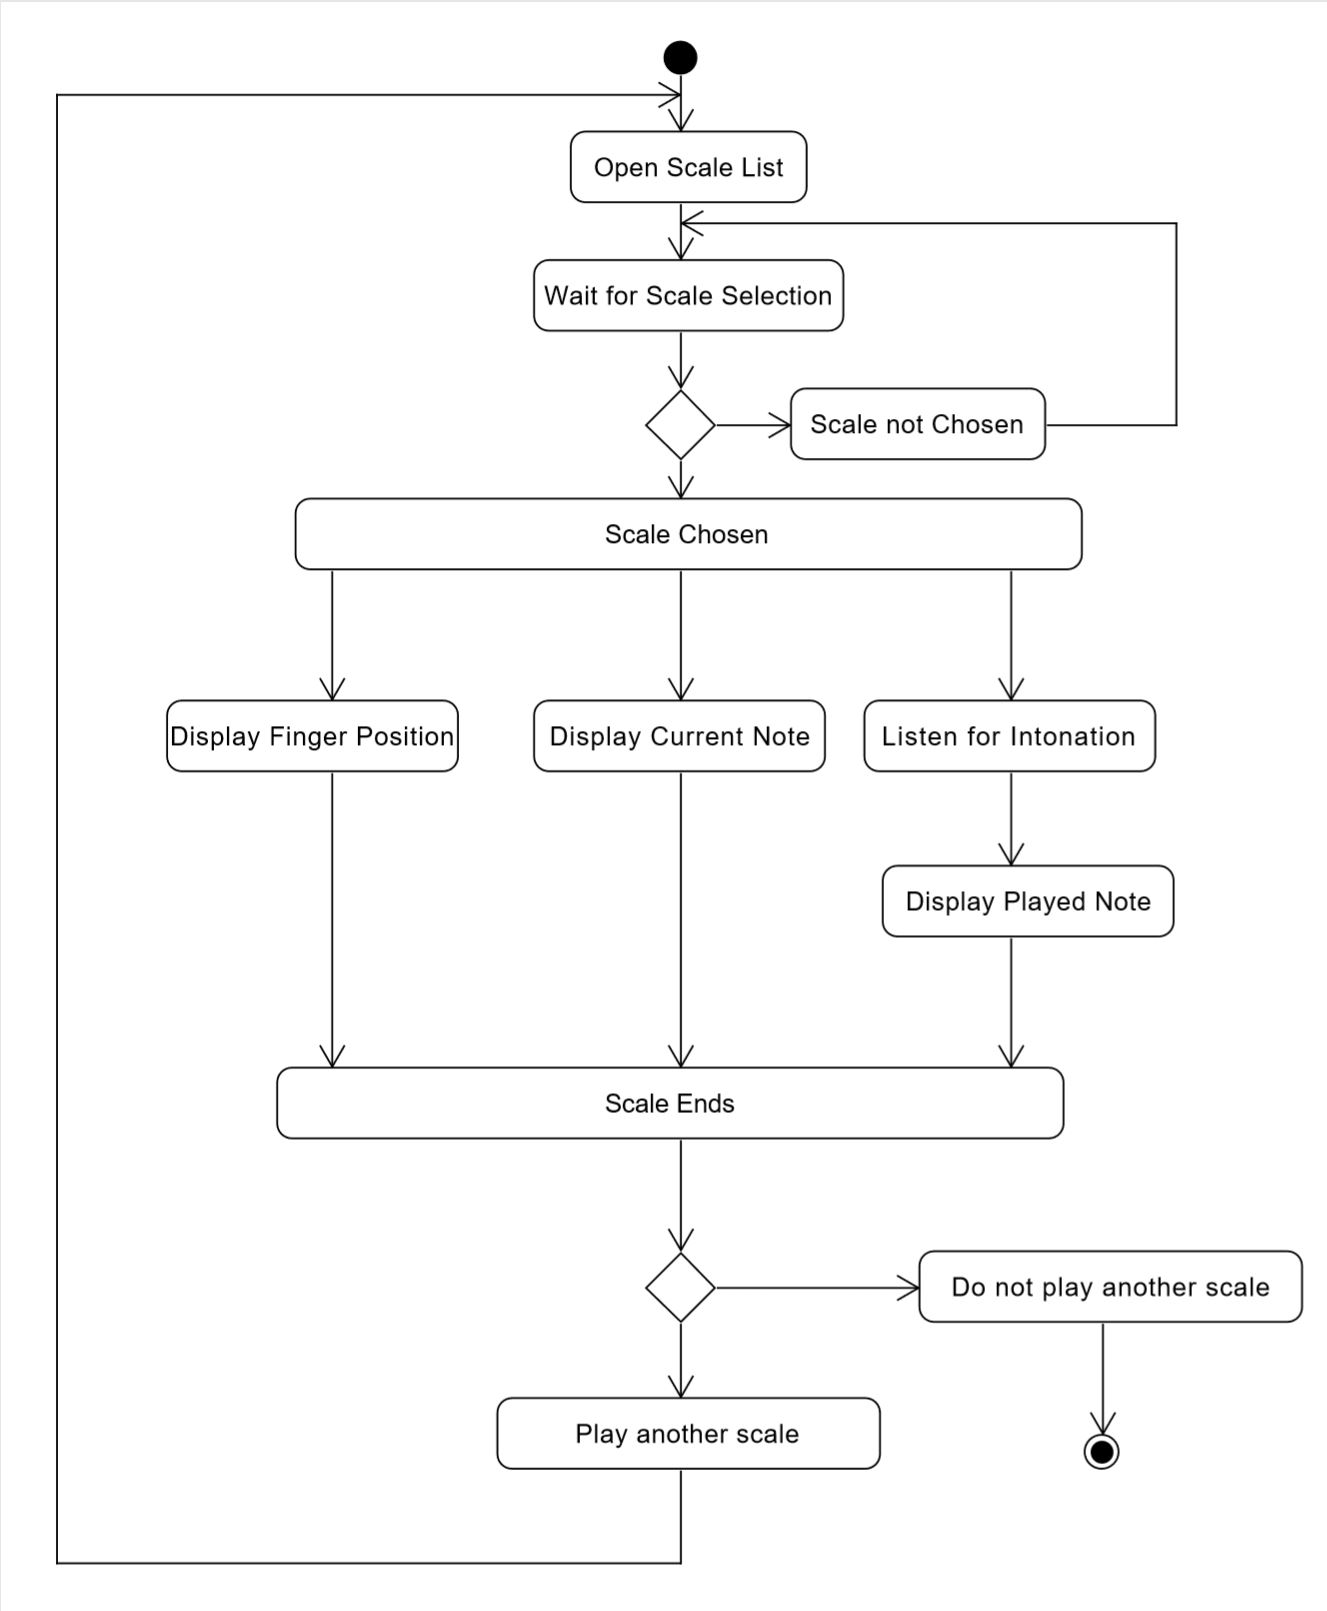 Open Scale List
Wait for Scale Selection
Scale not Chosen
Scale Chosen
Display Finger Position
Display Current Note
Listen for Intonation
Display Played Note
Scale Ends
Do not play another scale
Play another scale